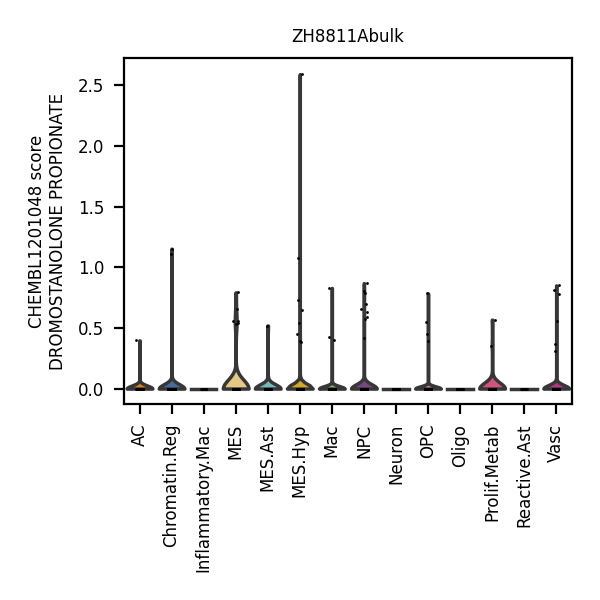 ZH8811Abulk
CHEMBL1201048 score
DROMOSTANOLONE PROPIONATE
2.5
2.0
1.5
1.0
0.5
0.0
AC
Chromatin.Reg
Inflammatory.Mac
MES
MES.Ast
MES.Hyp
Mac
NPC
Neuron
OPC
Oligo
Prolif.Metab
Reactive.Ast
Vasc